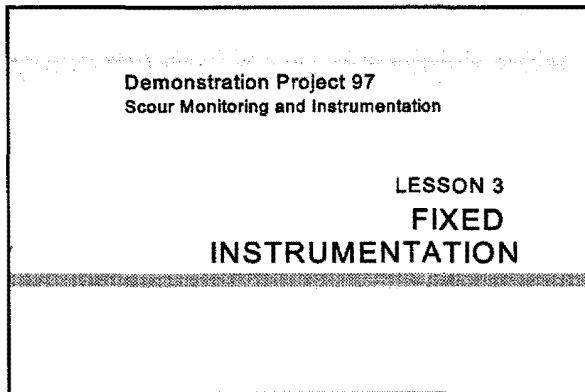 Demonstration Project 97
Scour Monitoring and Instrumentation
LESSON 3
FIXED
INSTRUMENTATION